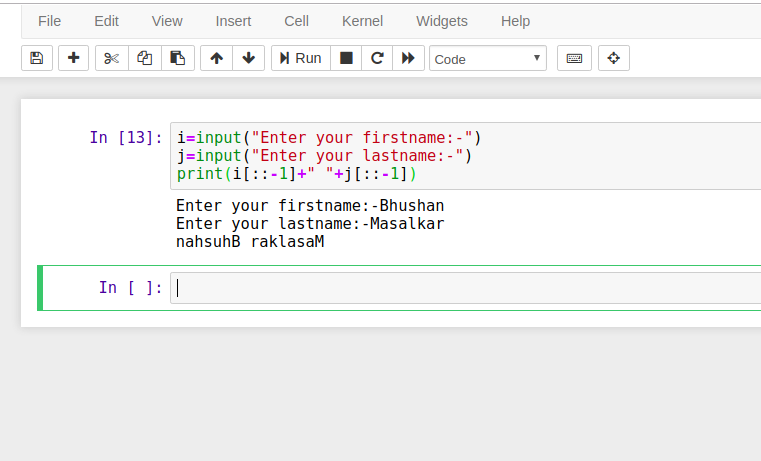 File Edit View Insert Cell Kernel Widgets Help
Run Code
In [13]: i=input("Enter your firstname:-")
j=input("Enter your lastname:-")
print(i[::-1]+" "+j[::-1])
Enter your firstname:-Bhushan
Enter your lastname:-Masalkar
nahsuhB raklasaM
In [ ]: